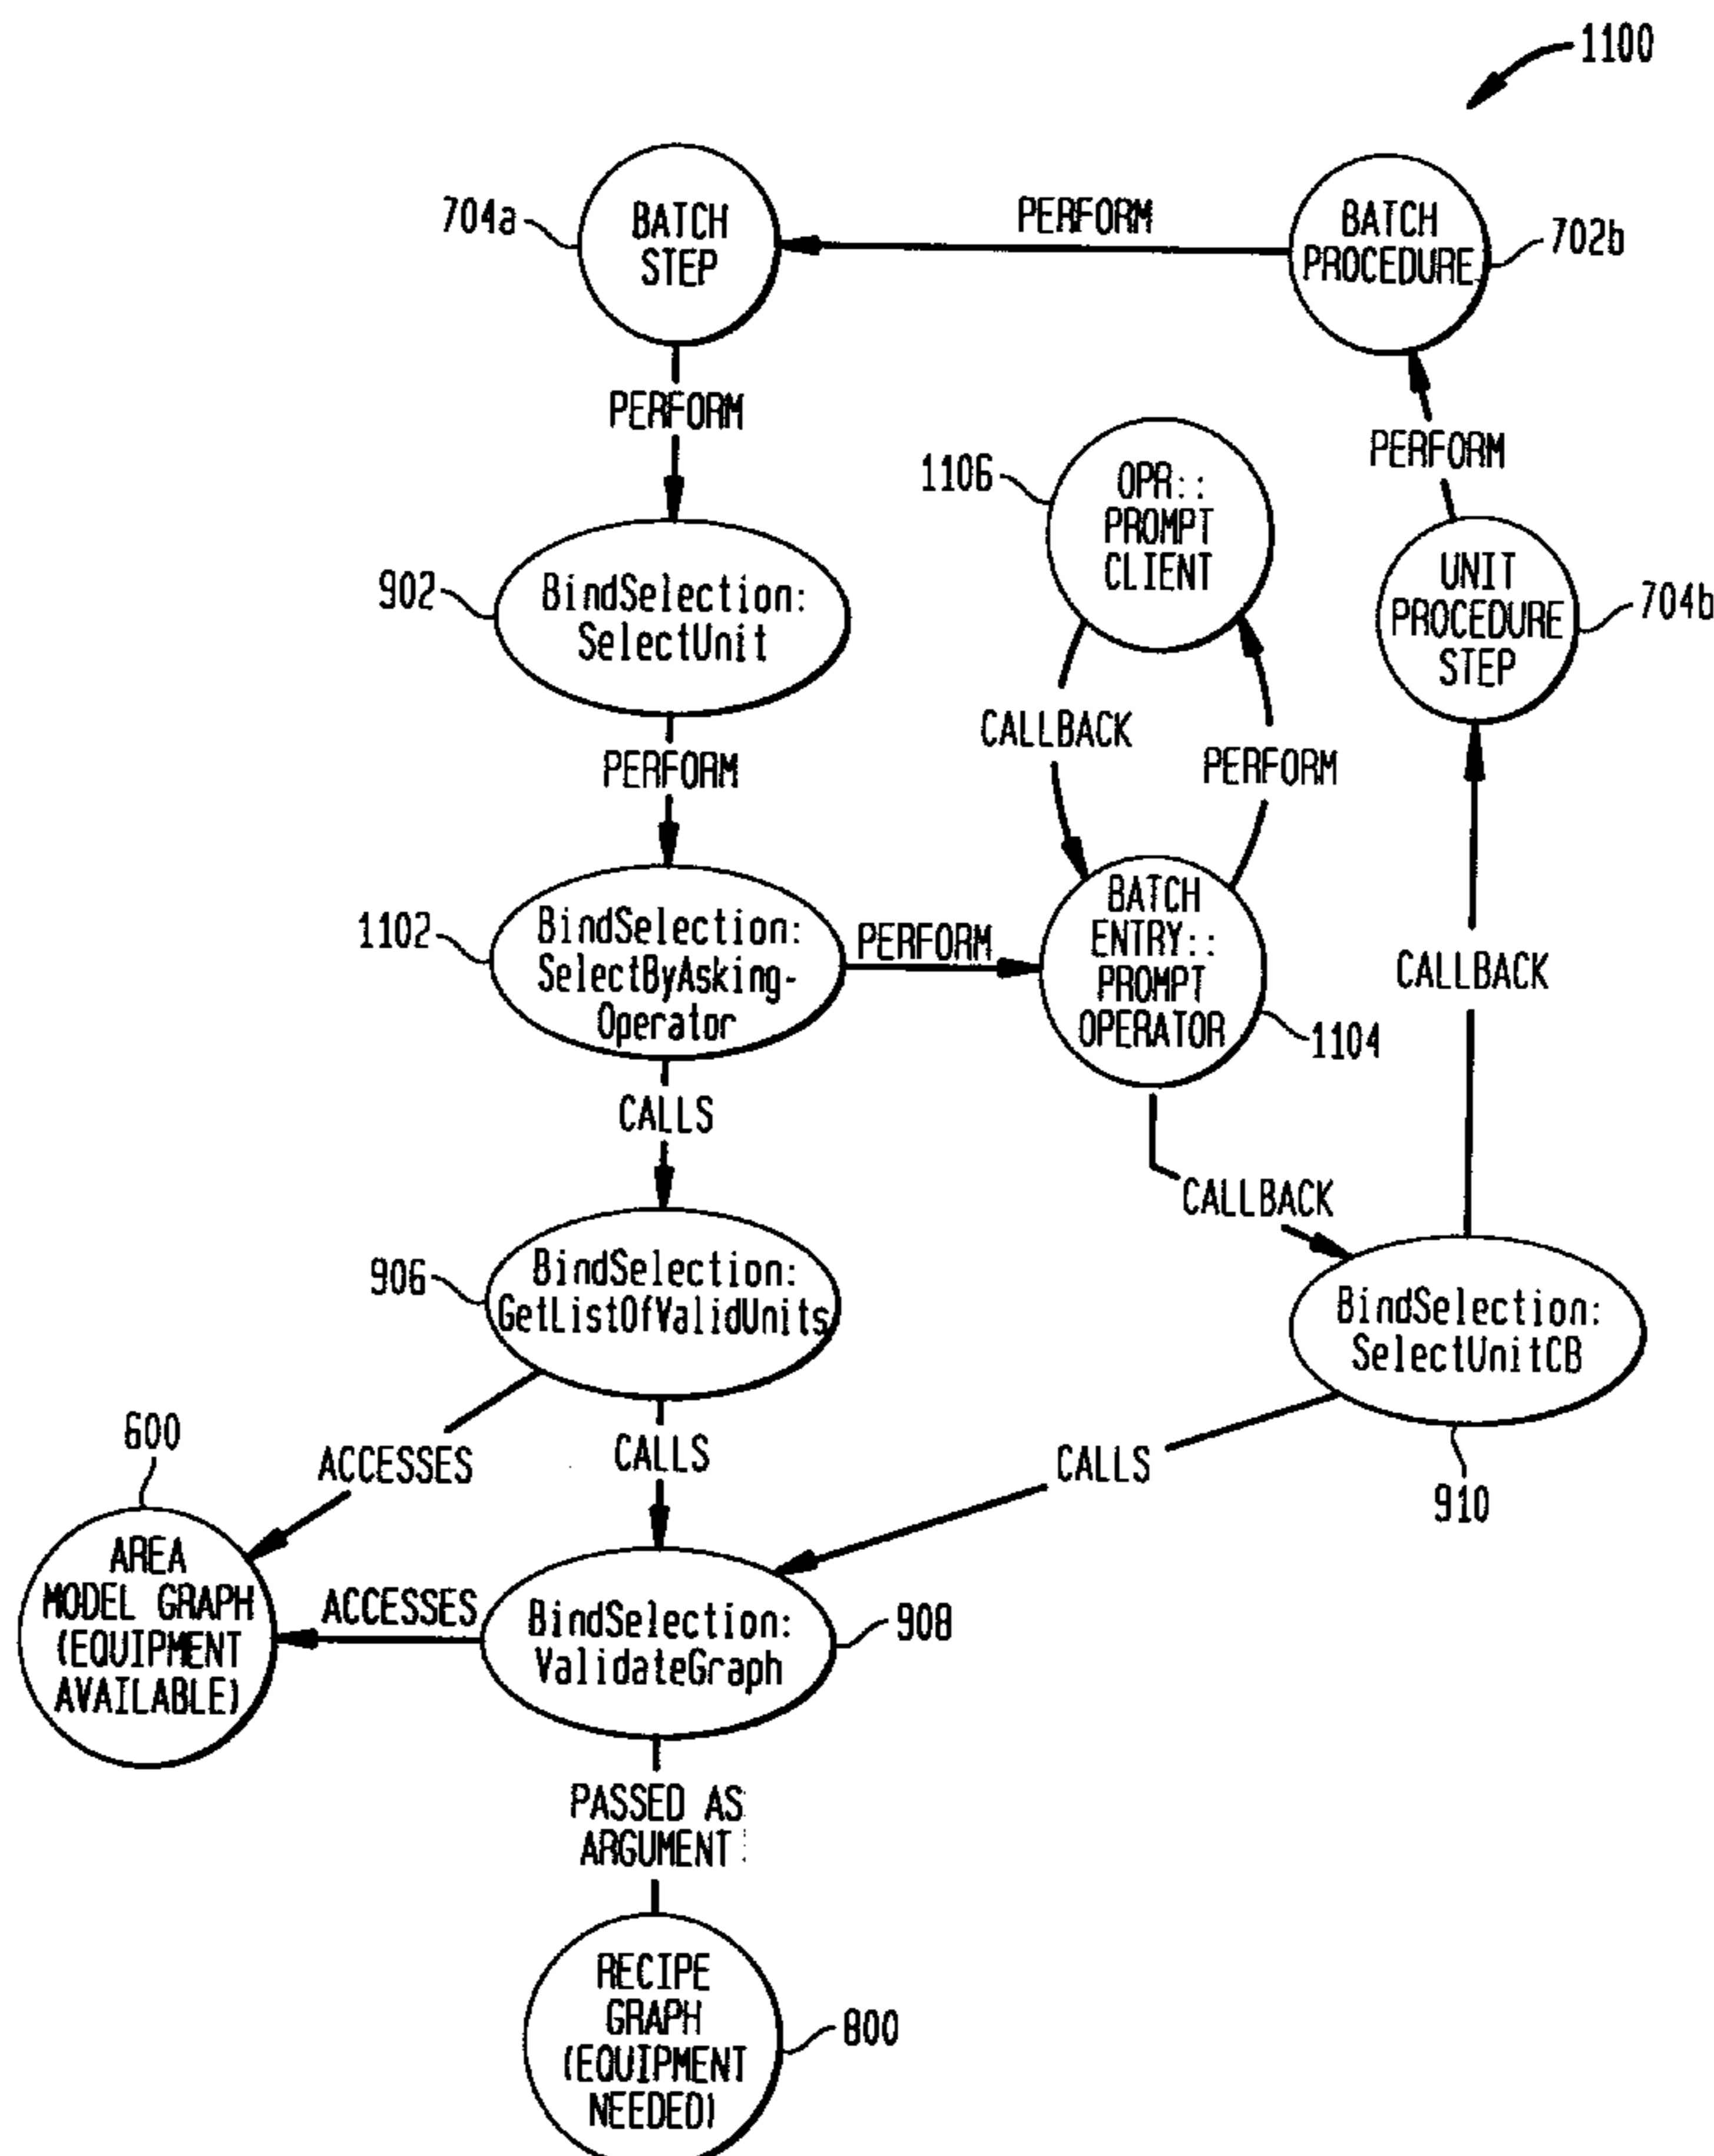 1100
704a
BATCH
STEP
PERFORM
BATCH
PROCEDURE
702b
PERFORM
PERFORM
1106
OPR::
PROMPT
CLIENT
UNIT
PROCEDURE
STEP
704b
902
BindSelection:
SelectUnit
CALLBACK
PERFORM
PERFORM
1102
BindSelection:
SelectByAsking-
Operator
PERFORM
BATCH
ENTRY::
PROMPT
OPERATOR
1104
CALLBACK
CALLS
CALLBACK
906
BindSelection:
GetListOfValidUnits
BindSelection:
SelectUnitCB
910
600
ACCESSES
CALLS
CALLS
AREA
MODEL GRAPH
(EQUIPMENT
AVAILABLE)
ACCESSES
BindSelection:
ValidateGraph
908
PASSED AS
ARGUMENT
RECIPE
GRAPH
(EQUIPMENT
NEEDED)
800